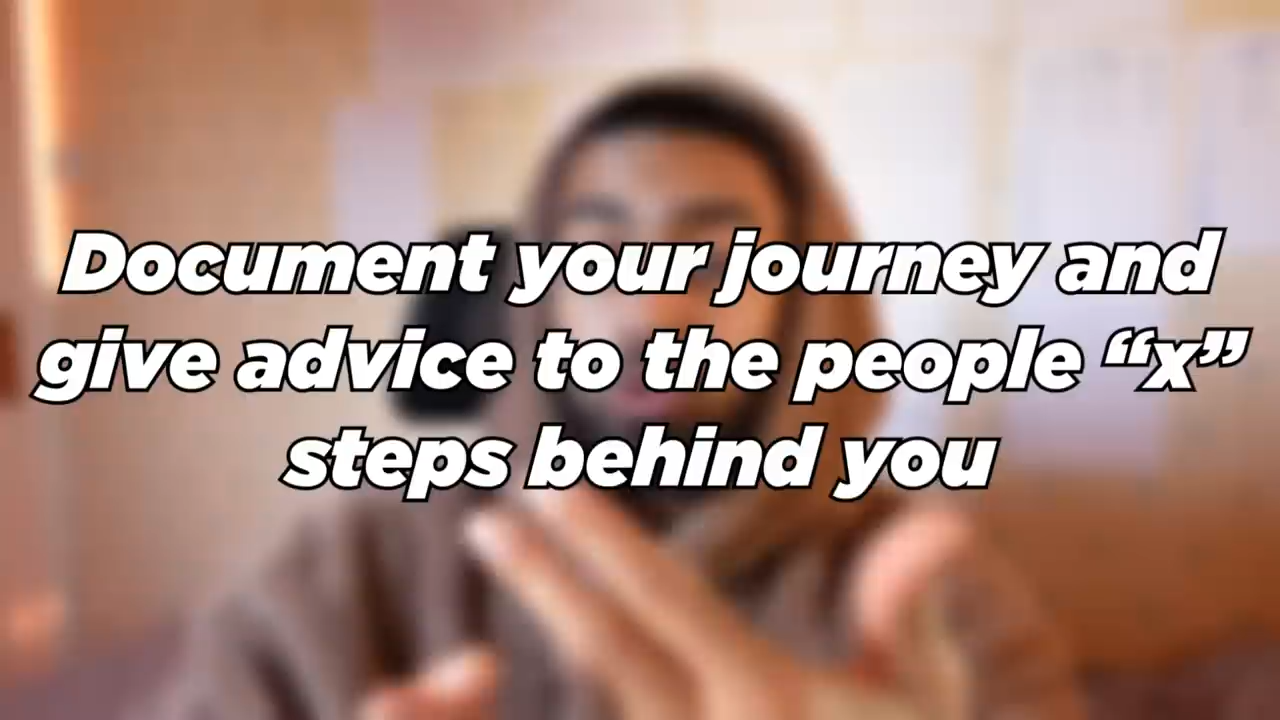 Document your journey and
give advice to the people “x”
steps behind you